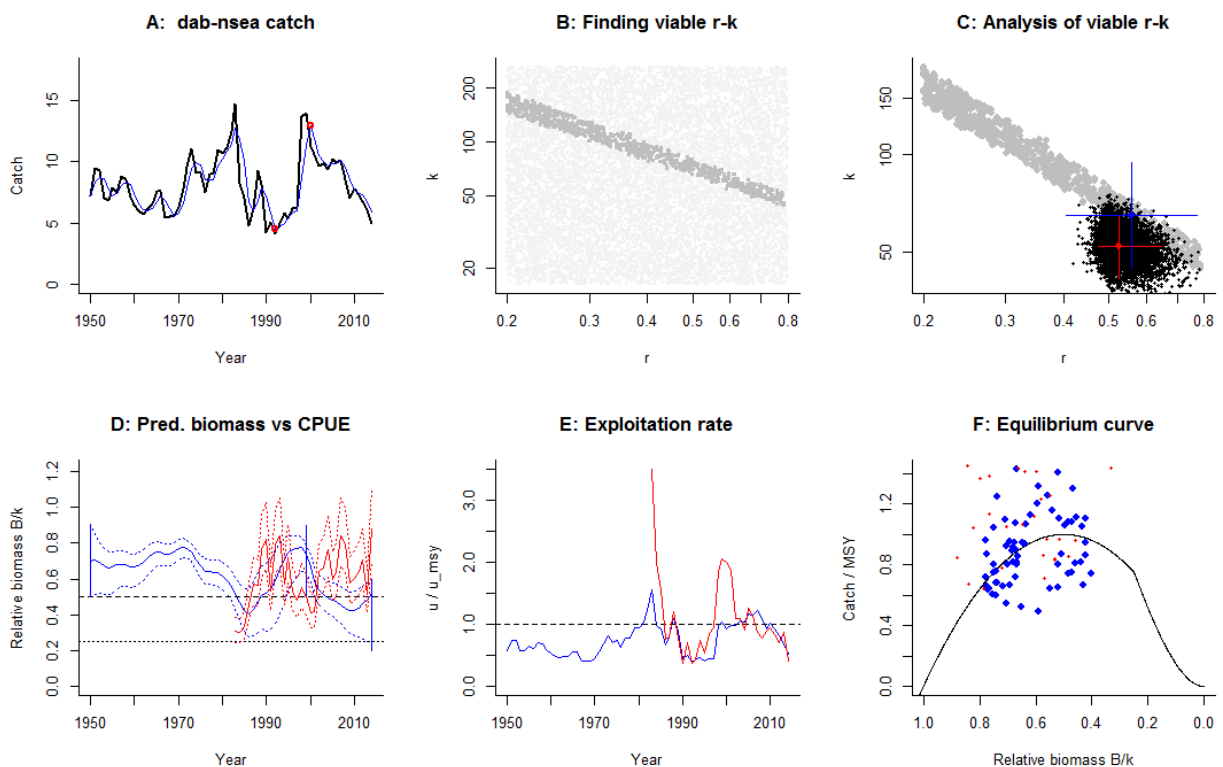 A:  dab-nsea catch
Catch
0 5 10 15
1950 1970 1990 2010
Year
B: Finding viable r-k
k
20 50 100 200
0.2 0.3 0.4 0.5 0.6 0.8
r
C: Analysis of viable r-k
k
50 100 150
0.2 0.3 0.4 0.5 0.6 0.8
r
D: Pred. biomass vs CPUE
Relative biomass B/k
0.0 0.2 0.4 0.6 0.8 1.0 1.2
1950 1970 1990 2010
Year
E: Exploitation rate
u / u_msy
0.0 1.0 2.0 3.0
1950 1970 1990 2010
Year
F: Equilibrium curve
Catch / MSY
0.0 0.4 0.8 1.2
1.0 0.8 0.6 0.4 0.2 0.0
Relative biomass B/k